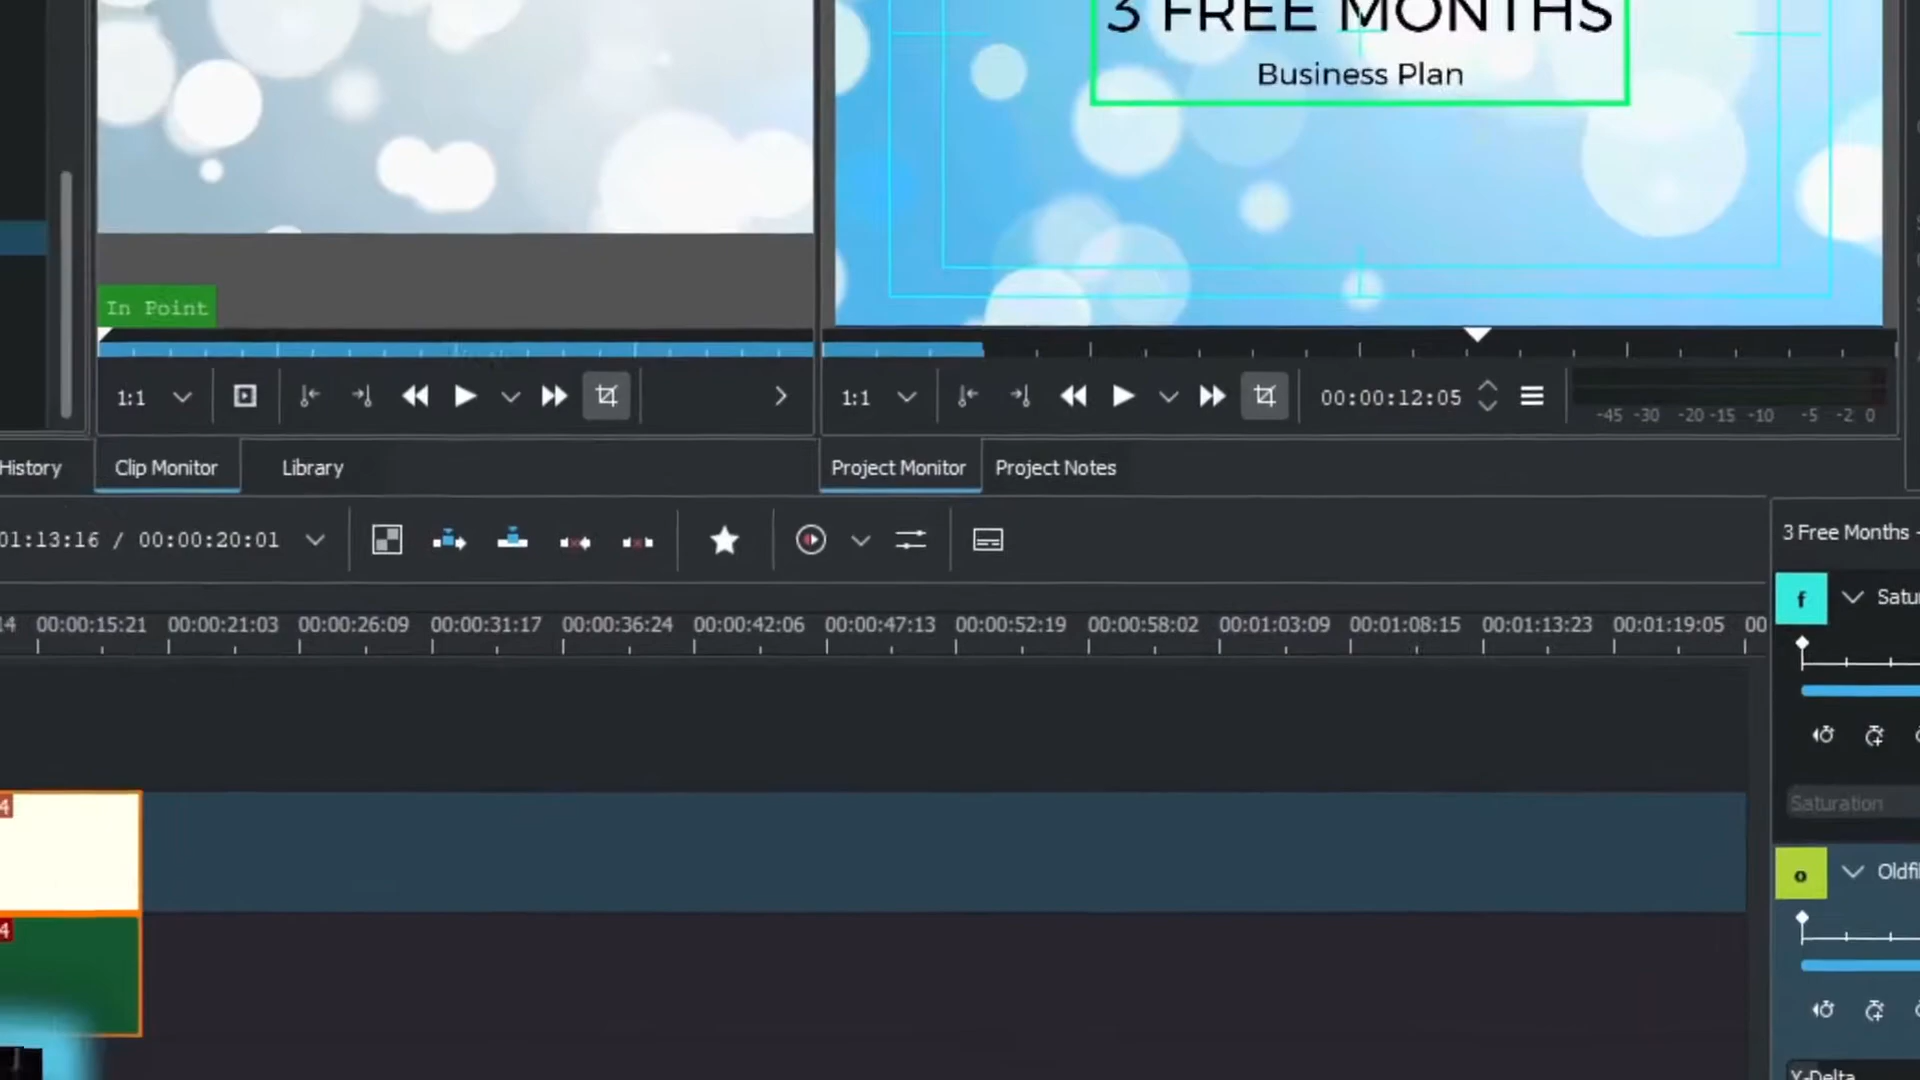 3 FREE MONTHS
Business Plan
In Point
1:1
1:1
00:00:12:05
-45 -30 -20 -15 -10 -5 -2 0
History
Clip Monitor
Library
Project Monitor
Project Notes
01:13:16 / 00:00:20:01
3 Free Months -
14 00:00:15:21 00:00:21:03 00:00:26:09 00:00:31:17 00:00:36:24 00:00:42:06 00:00:47:13 00:00:52:19 00:00:58:02 00:01:03:09 00:01:08:15 00:01:13:23 00:01:19:05 00
f
Satu
4
Saturation
o
Oldfi
4
Y-Delta